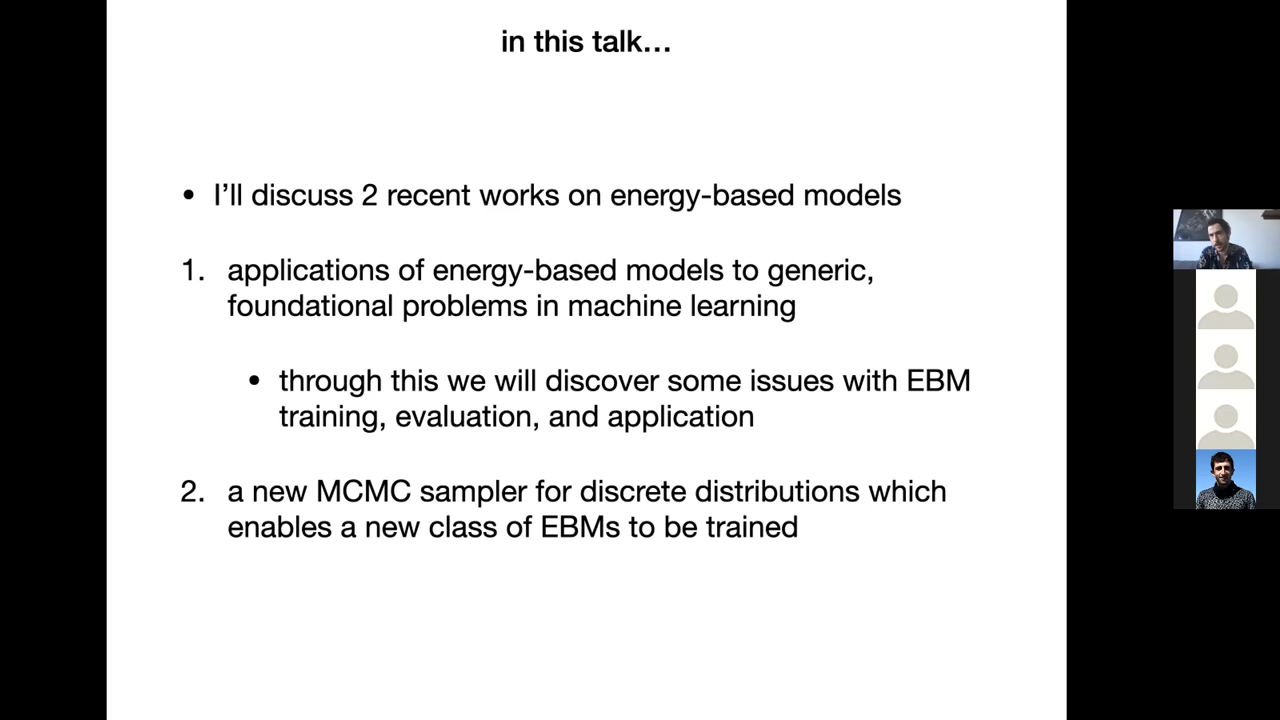 in this talk…
• I’ll discuss 2 recent works on energy-based models
1. applications of energy-based models to generic,
foundational problems in machine learning
• through this we will discover some issues with EBM
training, evaluation, and application
2. a new MCMC sampler for discrete distributions which
enables a new class of EBMs to be trained